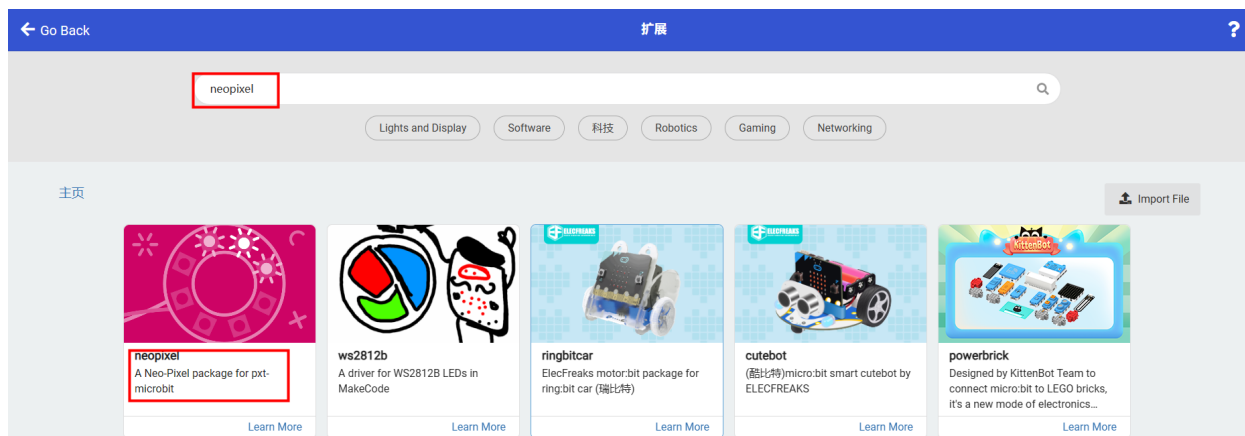 Go Back
扩展
?
neopixel
Lights and Display
Software
科技
Robotics
Gaming
Networking
主页
Import File
neopixel
A Neo-Pixel package for pxt-
microbit
Learn More
ws2812b
A driver for WS2812B LEDs in
MakeCode
Learn More
ELECFREAKS
ringbitcar
ElecFreaks motor:bit package for
ring:bit car (瑞比特)
Learn More
ELECFREAKS
cutebot
(酷比特)micro:bit smart cutebot by
ELECFREAKS
Learn More
KittenBot
powerbrick
Designed by KittenBot Team to
connect micro:bit to LEGO bricks,
it's a new mode of electronics...
Learn More